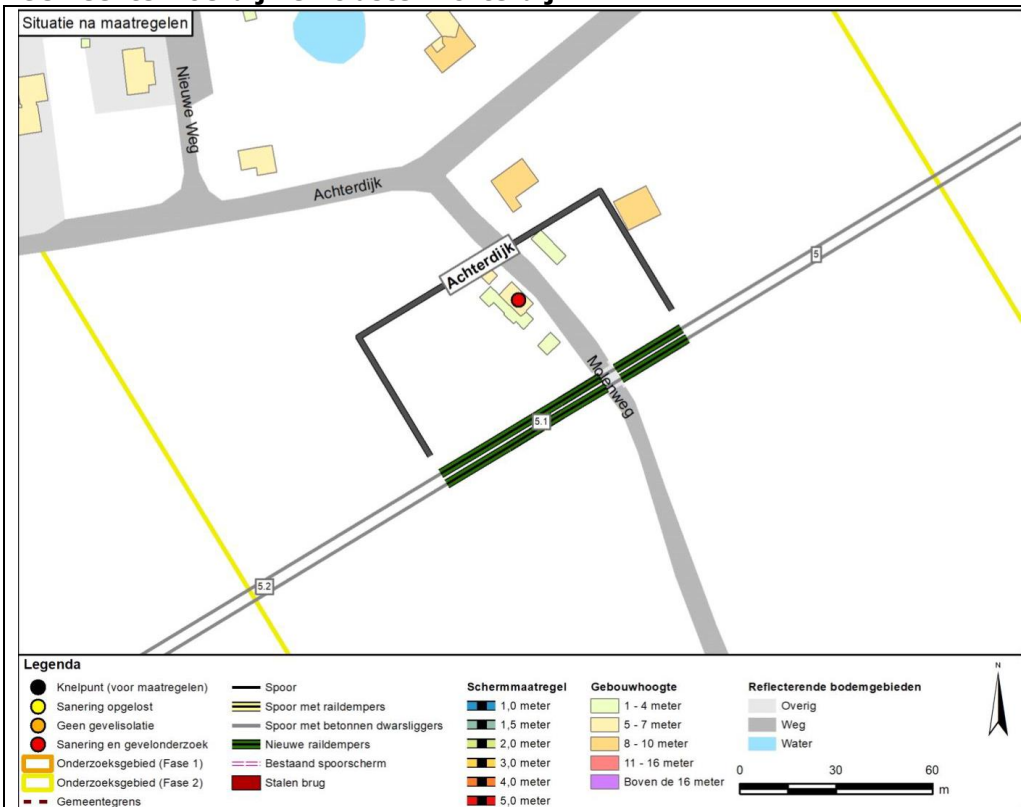 Situatie na maatregelen
Nieuwe Weg
Achterdijk
Achterdijk
Molenweg
5
5.1
5.2
Legenda
Knelpunt (voor maatregelen)
Sanering opgelost
Geen gevelisolatie
Sanering en gevelonderzoek
Onderzoeksgebied (Fase 1)
Onderzoeksgebied (Fase 2)
Gemeentegrens
Spoor
Spoor met raildempers
Spoor met betonnen dwarsliggers
Nieuwe raildempers
Bestaand spoorscherm
Stalen brug
Schermmaatregel
1,0 meter
1,5 meter
2,0 meter
3,0 meter
4,0 meter
5,0 meter
Gebouwhoogte
1 - 4 meter
5 - 7 meter
8 - 10 meter
11 - 16 meter
Boven de 16 meter
Reflecterende bodemgebieden
Overig
Weg
Water
N
0 30 60
m